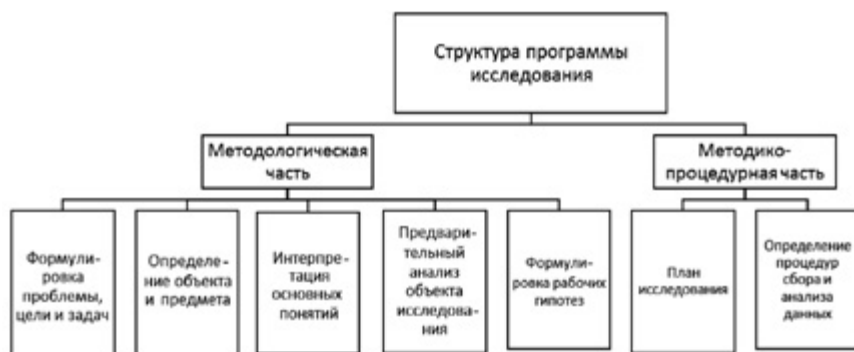 Структура программы
исследования
Методологическая
часть
Методико-
процедурная часть
Формули-
ровка
проблемы,
цели и задач
Определе-
ние объекта
и предмета
Интерпре-
тация
основных
понятий
Предвари-
тельный
анализ
объекта
исследова-
ния
Формули-
ровка рабочих
гипотез
План
исследования
Определение
процедур
сбора и
анализа
данных